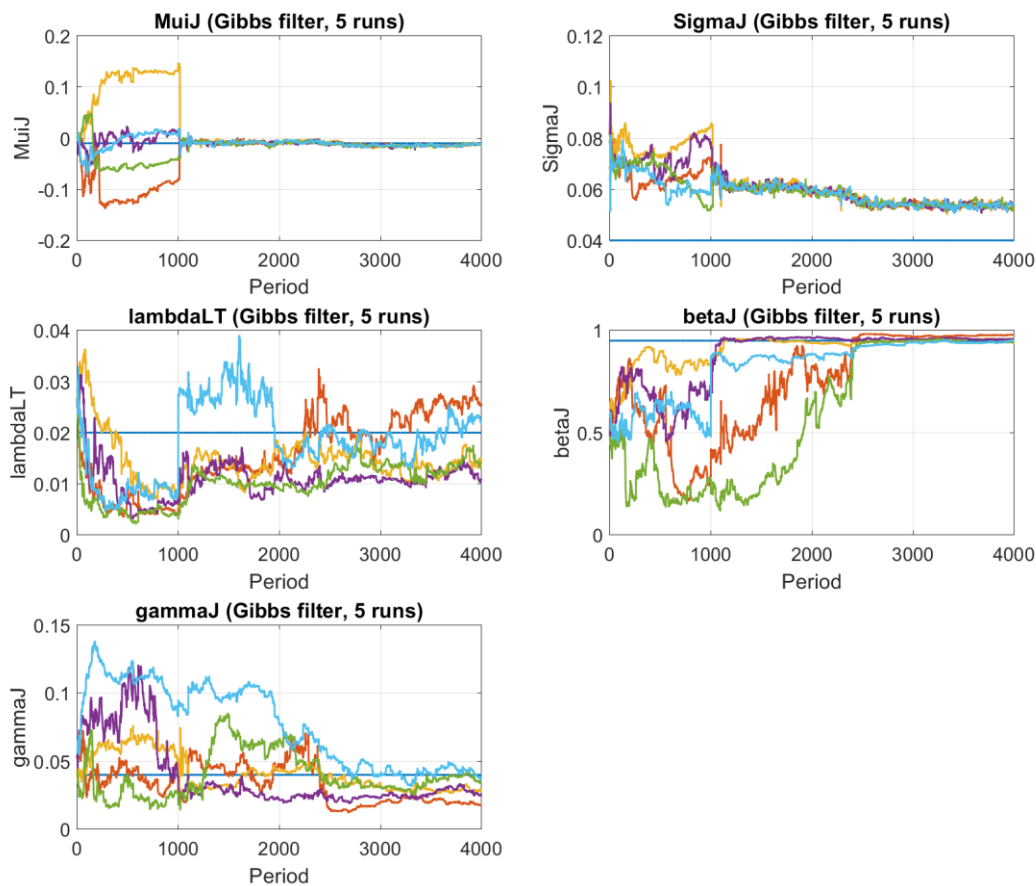 MuiJ (Gibbs filter, 5 runs)
0.2
0.1
0
-0.1
-0.2
MuiJ
0 1000 2000 3000 4000
Period
SigmaJ (Gibbs filter, 5 runs)
0.12
0.1
0.08
0.06
0.04
SigmaJ
0 1000 2000 3000 4000
Period
lambdaLT (Gibbs filter, 5 runs)
0.04
0.03
0.02
0.01
0
lambdaLT
0 1000 2000 3000 4000
Period
betaJ (Gibbs filter, 5 runs)
1
0.5
0
betaJ
0 1000 2000 3000 4000
Period
gammaJ (Gibbs filter, 5 runs)
0.15
0.1
0.05
0
gammaJ
0 1000 2000 3000 4000
Period